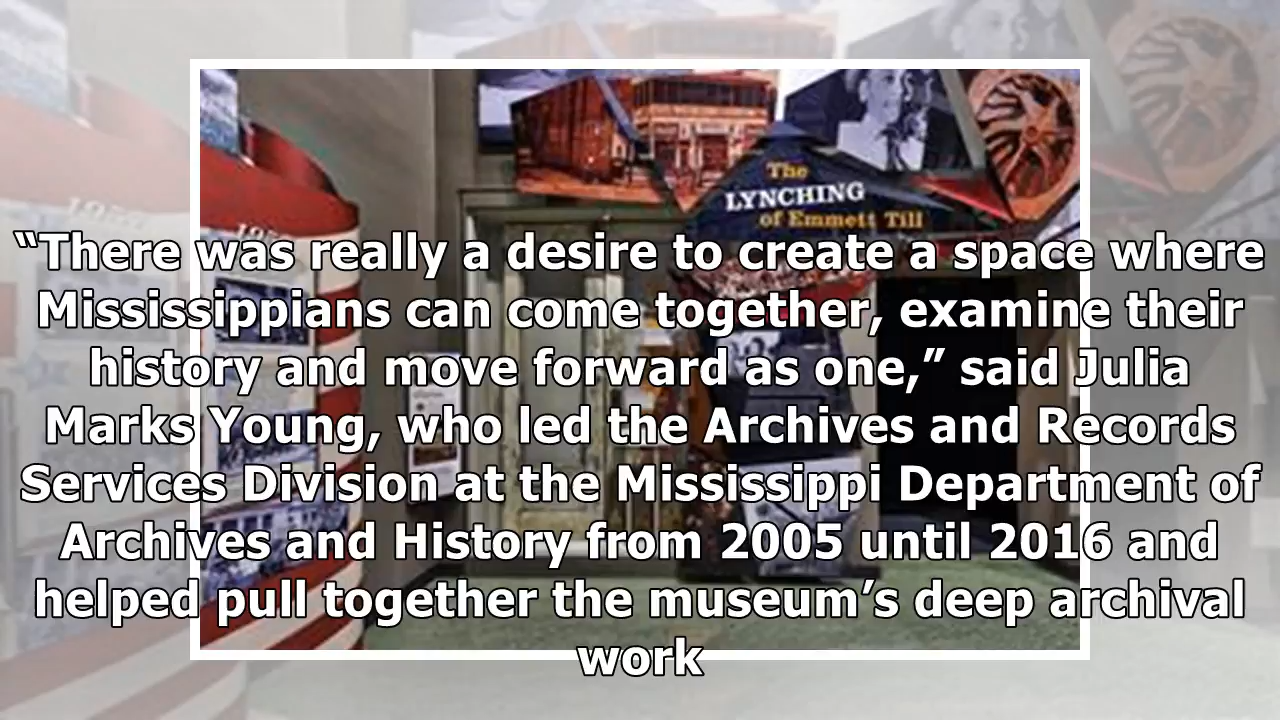 The
LYNCHING
of Emmett Till
“There was really a desire to create a space where
Mississippians can come together, examine their
history and move forward as one,” said Julia
Marks Young, who led the Archives and Records
Services Division at the Mississippi Department of
Archives and History from 2005 until 2016 and
helped pull together the museum’s deep archival
work